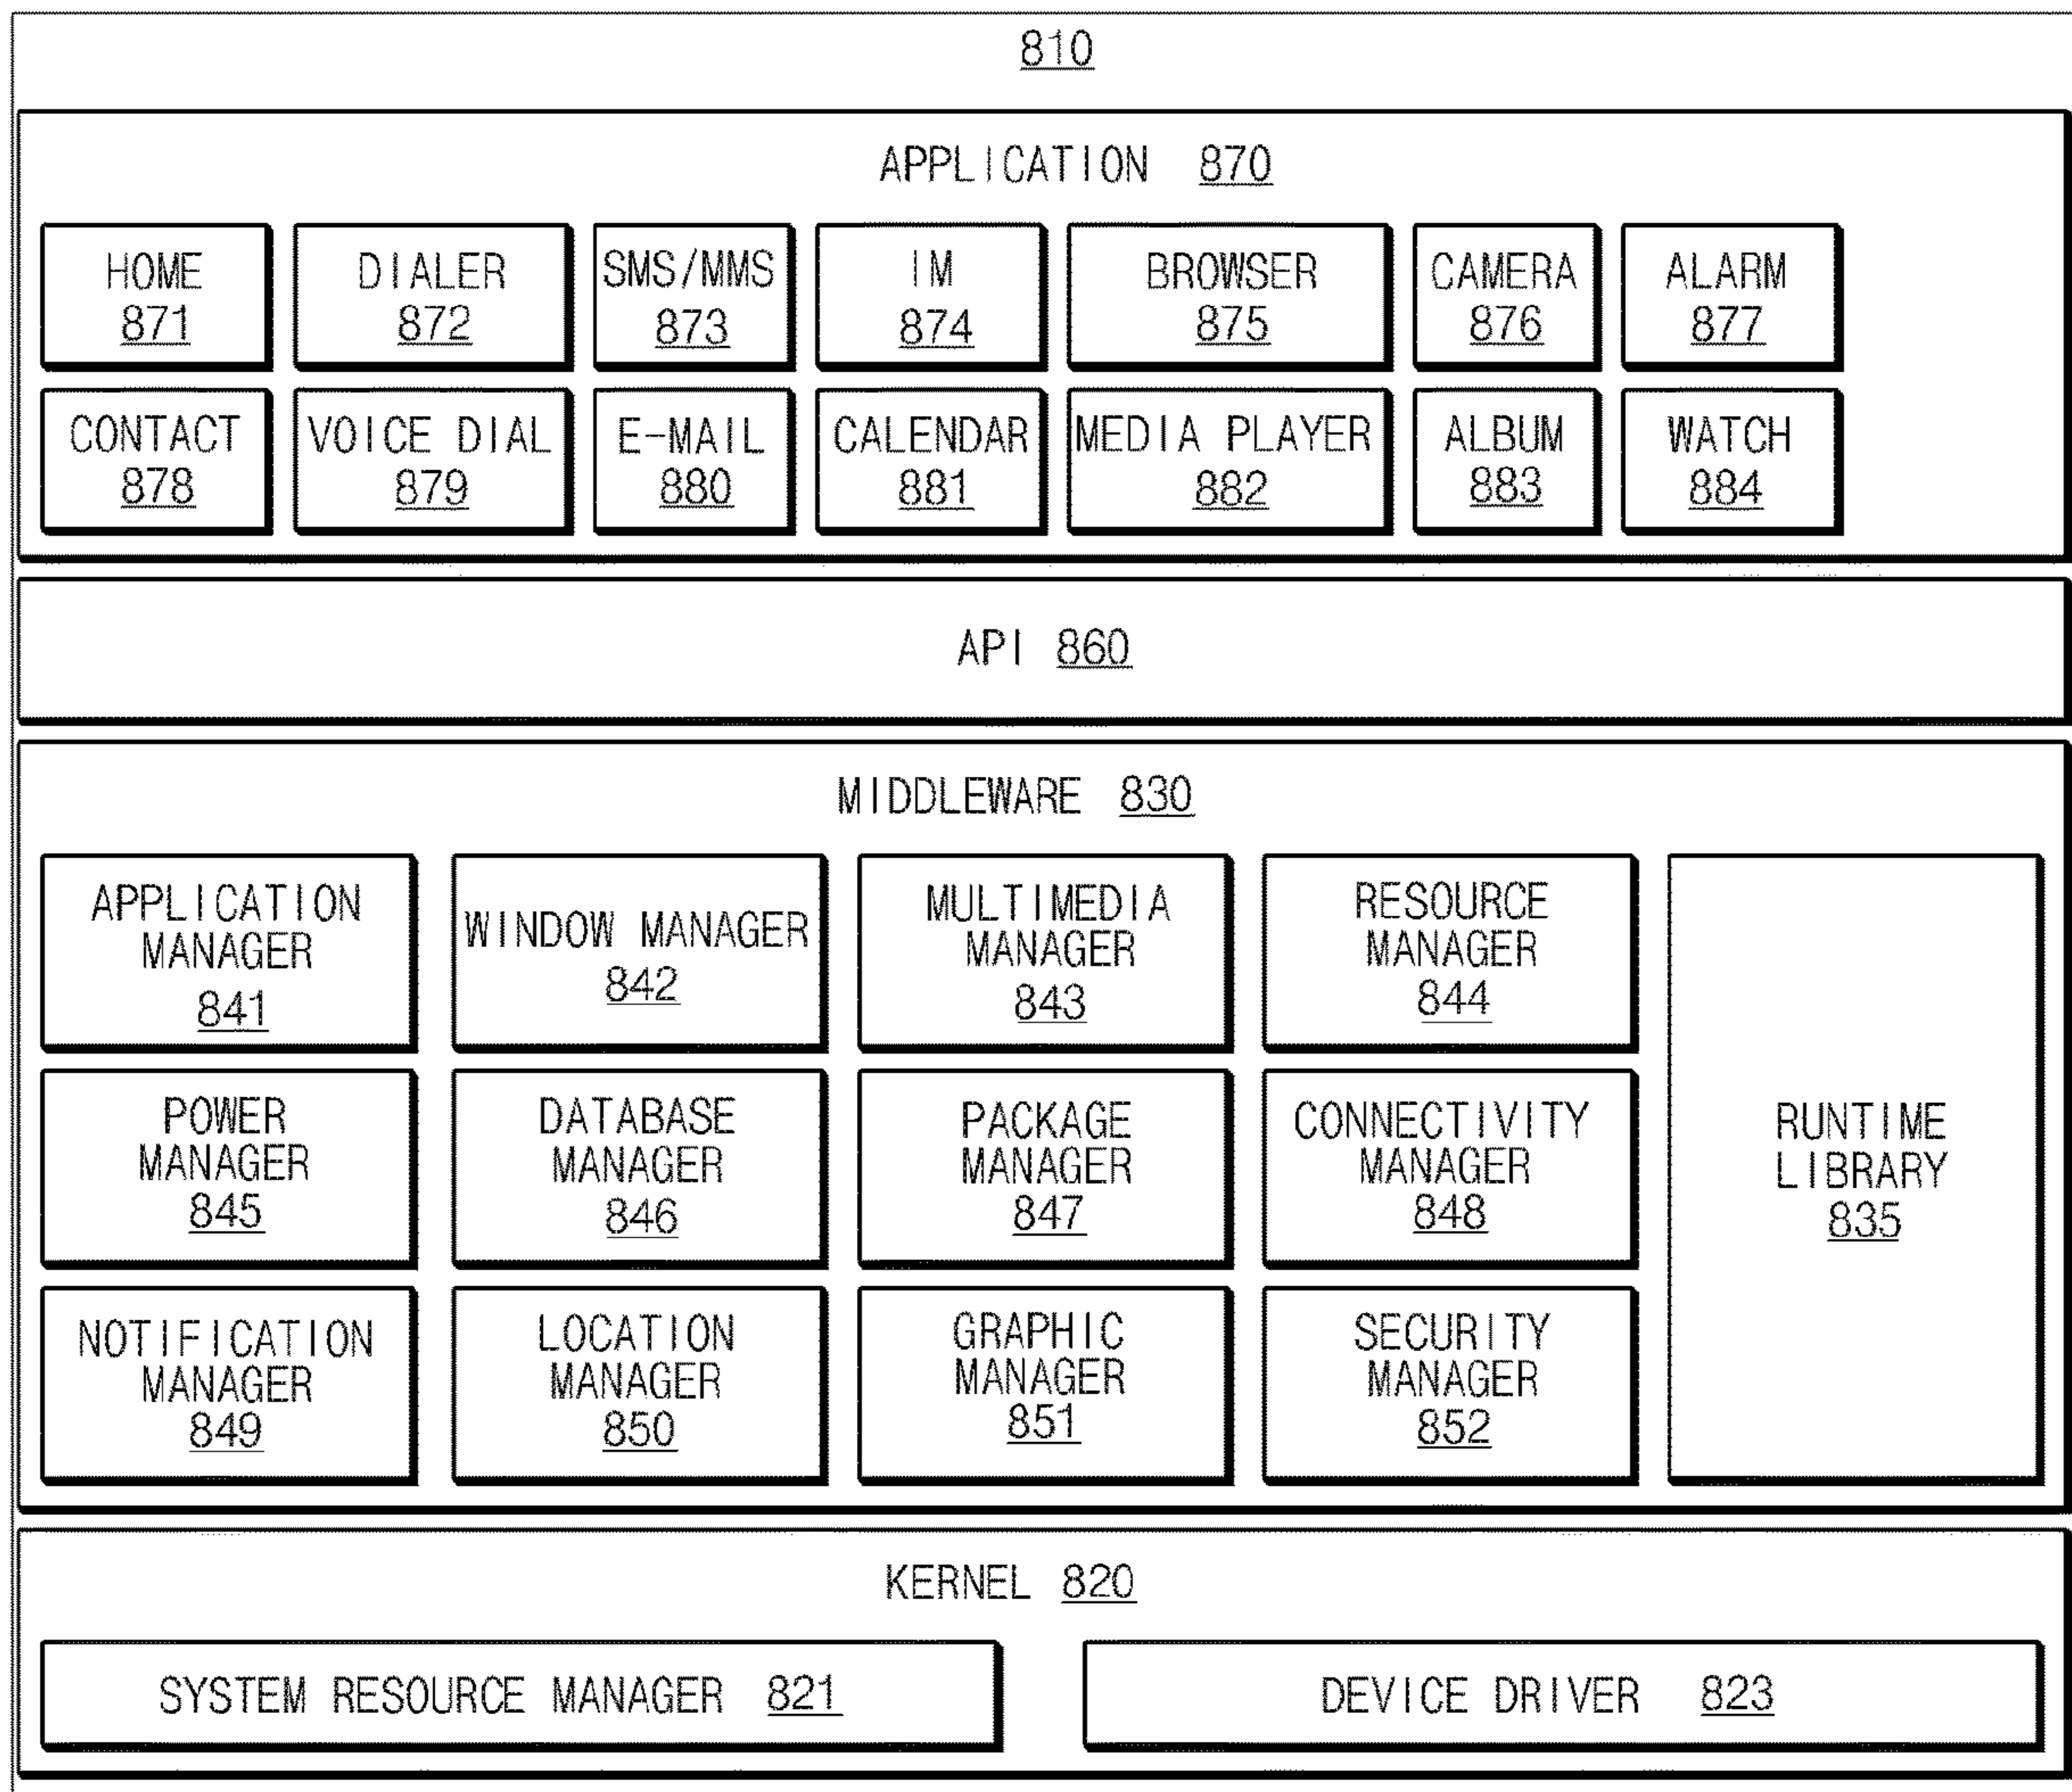 810
APPLICATION 870
HOME
871
DIALER
872
SMS/MMS
873
IM
874
BROWSER
875
CAMERA
876
ALARM
877
CONTACT
878
VOICE DIAL
879
E-MAIL
880
CALENDAR
881
MEDIA PLAYER
882
ALBUM
883
WATCH
884
API 860
MIDDLEWARE 830
APPLICATION
MANAGER
841
WINDOW MANAGER
842
MULTIMEDIA
MANAGER
843
RESOURCE
MANAGER
844
POWER
MANAGER
845
DATABASE
MANAGER
846
PACKAGE
MANAGER
847
CONNECTIVITY
MANAGER
848
NOTIFICATION
MANAGER
849
LOCATION
MANAGER
850
GRAPHIC
MANAGER
851
SECURITY
MANAGER
852
RUNTIME
LIBRARY
835
KERNEL 820
SYSTEM RESOURCE MANAGER 821
DEVICE DRIVER 823